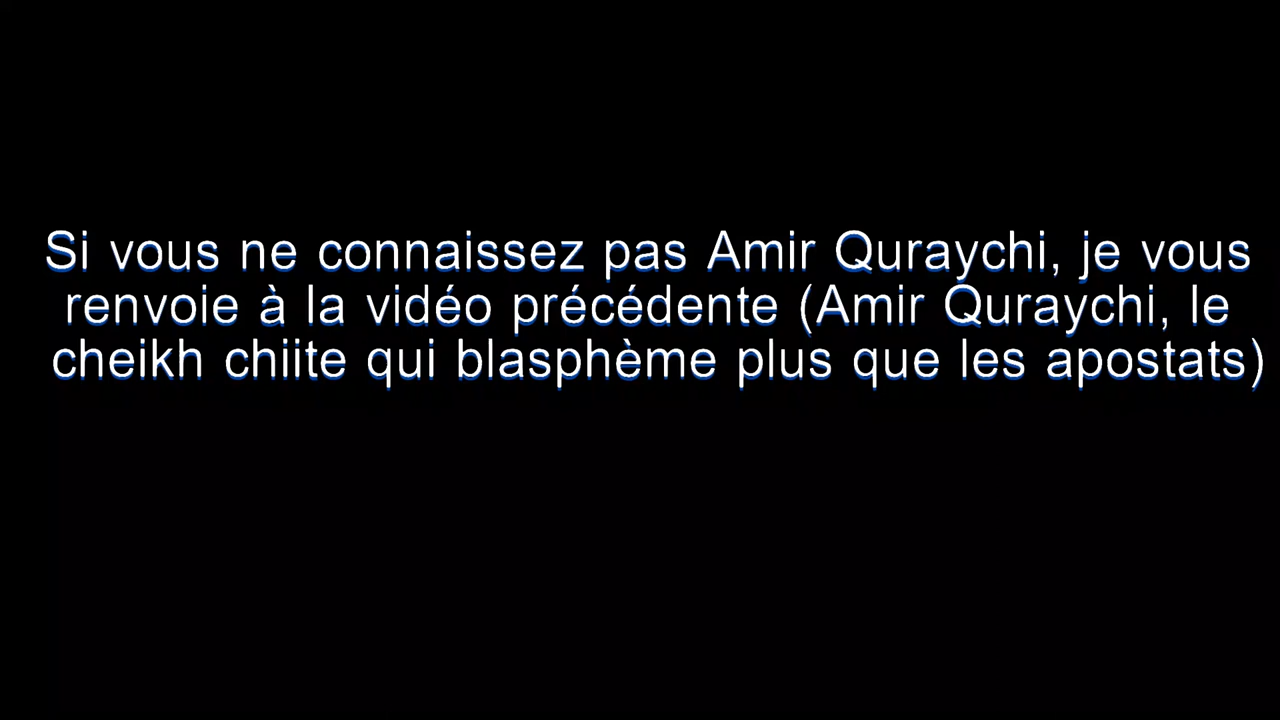 Si vous ne connaissez pas Amir Quraychi, je vous
renvoie à la vidéo précédente (Amir Quraychi, le
cheikh chiite qui blasphème plus que les apostats)